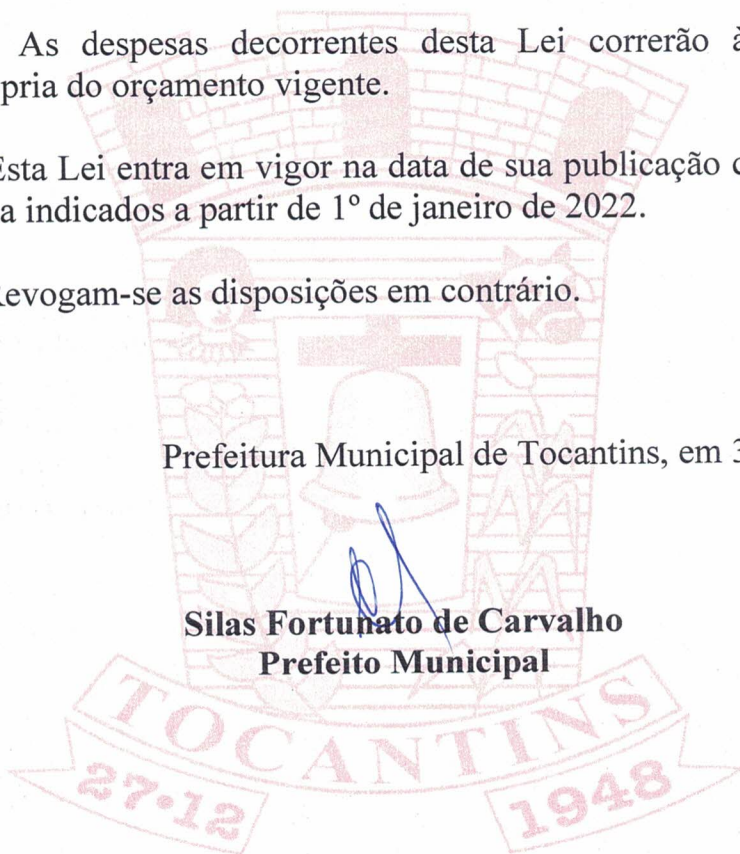 As despesas decorrentes desta Lei correrão à
pria do orçamento vigente.
Esta Lei entra em vigor na data de sua publicação
a indicados a partir de 1º de janeiro de 2022.
Revogam-se as disposições em contrário.
Prefeitura Municipal de Tocantins, em 3
Silas Fortunato de Carvalho
Prefeito Municipal
TOCANTINS
27•12
1948